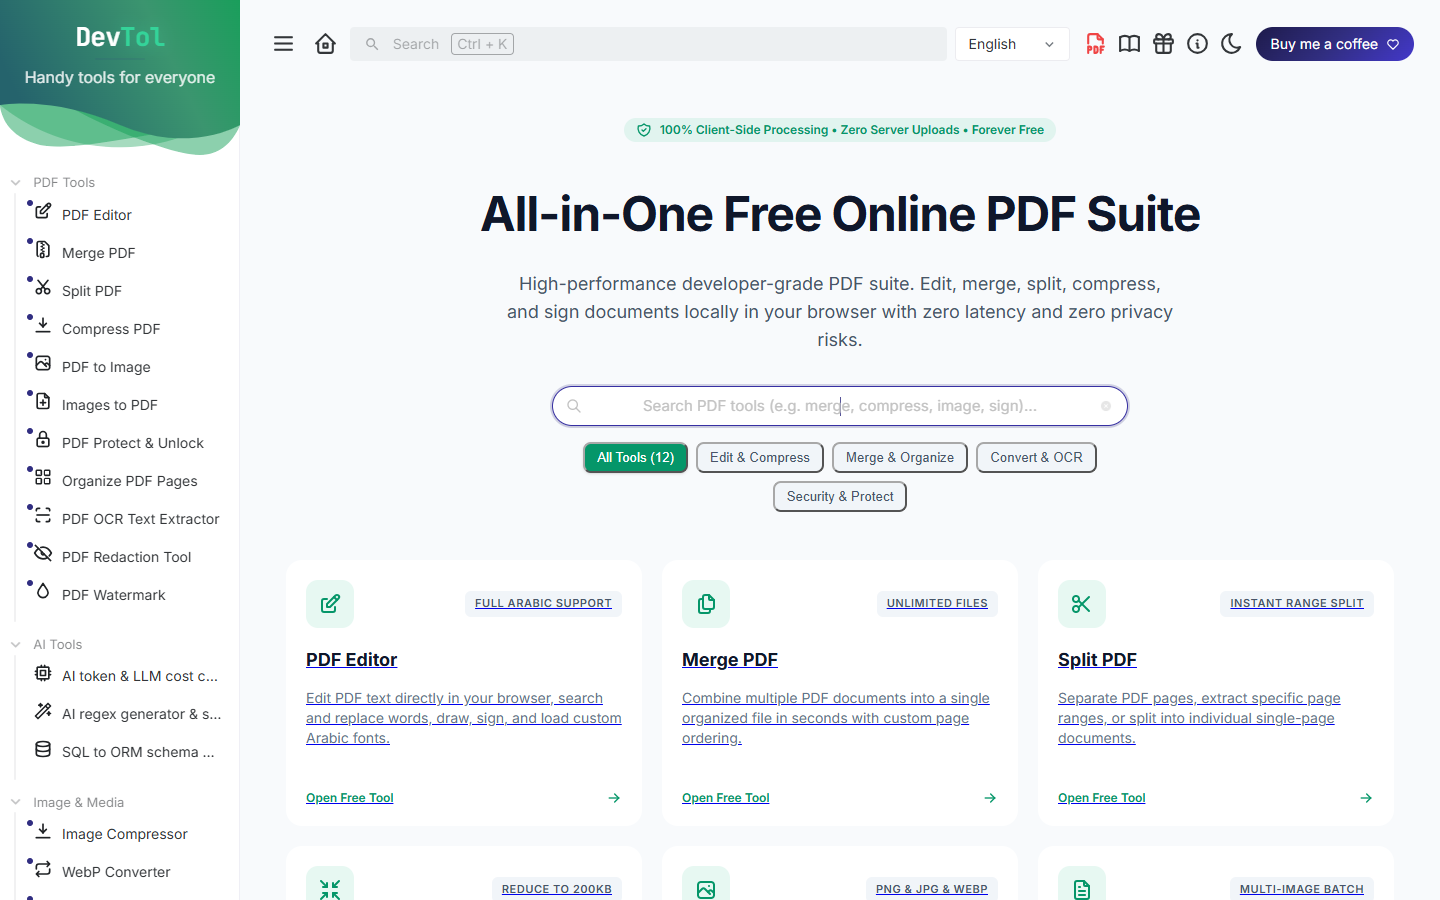 DevTol
Handy tools for everyone
PDF Tools
PDF Editor
Merge PDF
Split PDF
Compress PDF
PDF to Image
Images to PDF
PDF Protect & Unlock
Organize PDF Pages
PDF OCR Text Extractor
PDF Redaction Tool
PDF Watermark
AI Tools
AI token & LLM cost c...
AI regex generator & s...
SQL to ORM schema ...
Image & Media
Image Compressor
WebP Converter
Search Ctrl + K
English
PDF
Buy me a coffee
100% Client-Side Processing • Zero Server Uploads • Forever Free
All-in-One Free Online PDF Suite
High-performance developer-grade PDF suite. Edit, merge, split, compress,
and sign documents locally in your browser with zero latency and zero privacy
risks.
Search PDF tools (e.g. merge, compress, image, sign)...
All Tools (12)
Edit & Compress
Merge & Organize
Convert & OCR
Security & Protect
FULL ARABIC SUPPORT
PDF Editor
Edit PDF text directly in your browser, search
and replace words, draw, sign, and load custom
Arabic fonts.
Open Free Tool
UNLIMITED FILES
Merge PDF
Combine multiple PDF documents into a single
organized file in seconds with custom page
ordering.
Open Free Tool
INSTANT RANGE SPLIT
Split PDF
Separate PDF pages, extract specific page
ranges, or split into individual single-page
documents.
Open Free Tool
REDUCE TO 200KB
PNG & JPG & WEBP
MULTI-IMAGE BATCH